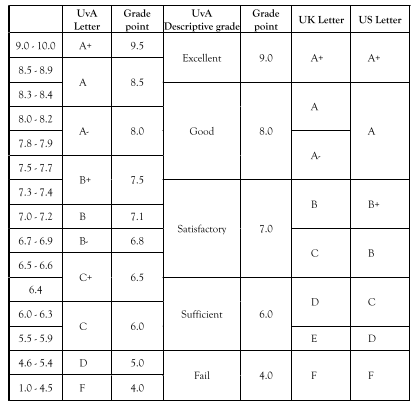 UvA Letter Grade point UvA Descriptive grade Grade point UK Letter US Letter
9.0 - 10.0 A+ 9.5 Excellent 9.0 A+ A+
8.5 - 8.9 A 8.5
8.3 - 8.4 Good 8.0 A A
8.0 - 8.2 A- 8.0
7.8 - 7.9 A-
7.5 - 7.7 B+ 7.5
7.3 - 7.4 Satisfactory 7.0 B B+
7.0 - 7.2 B 7.1
6.7 - 6.9 B- 6.8 C B
6.5 - 6.6 C+ 6.5
6.4 Sufficient 6.0 D C
6.0 - 6.3 C 6.0
5.5 - 5.9 E D
4.6 - 5.4 D 5.0 Fail 4.0 F F
1.0 - 4.5 F 4.0